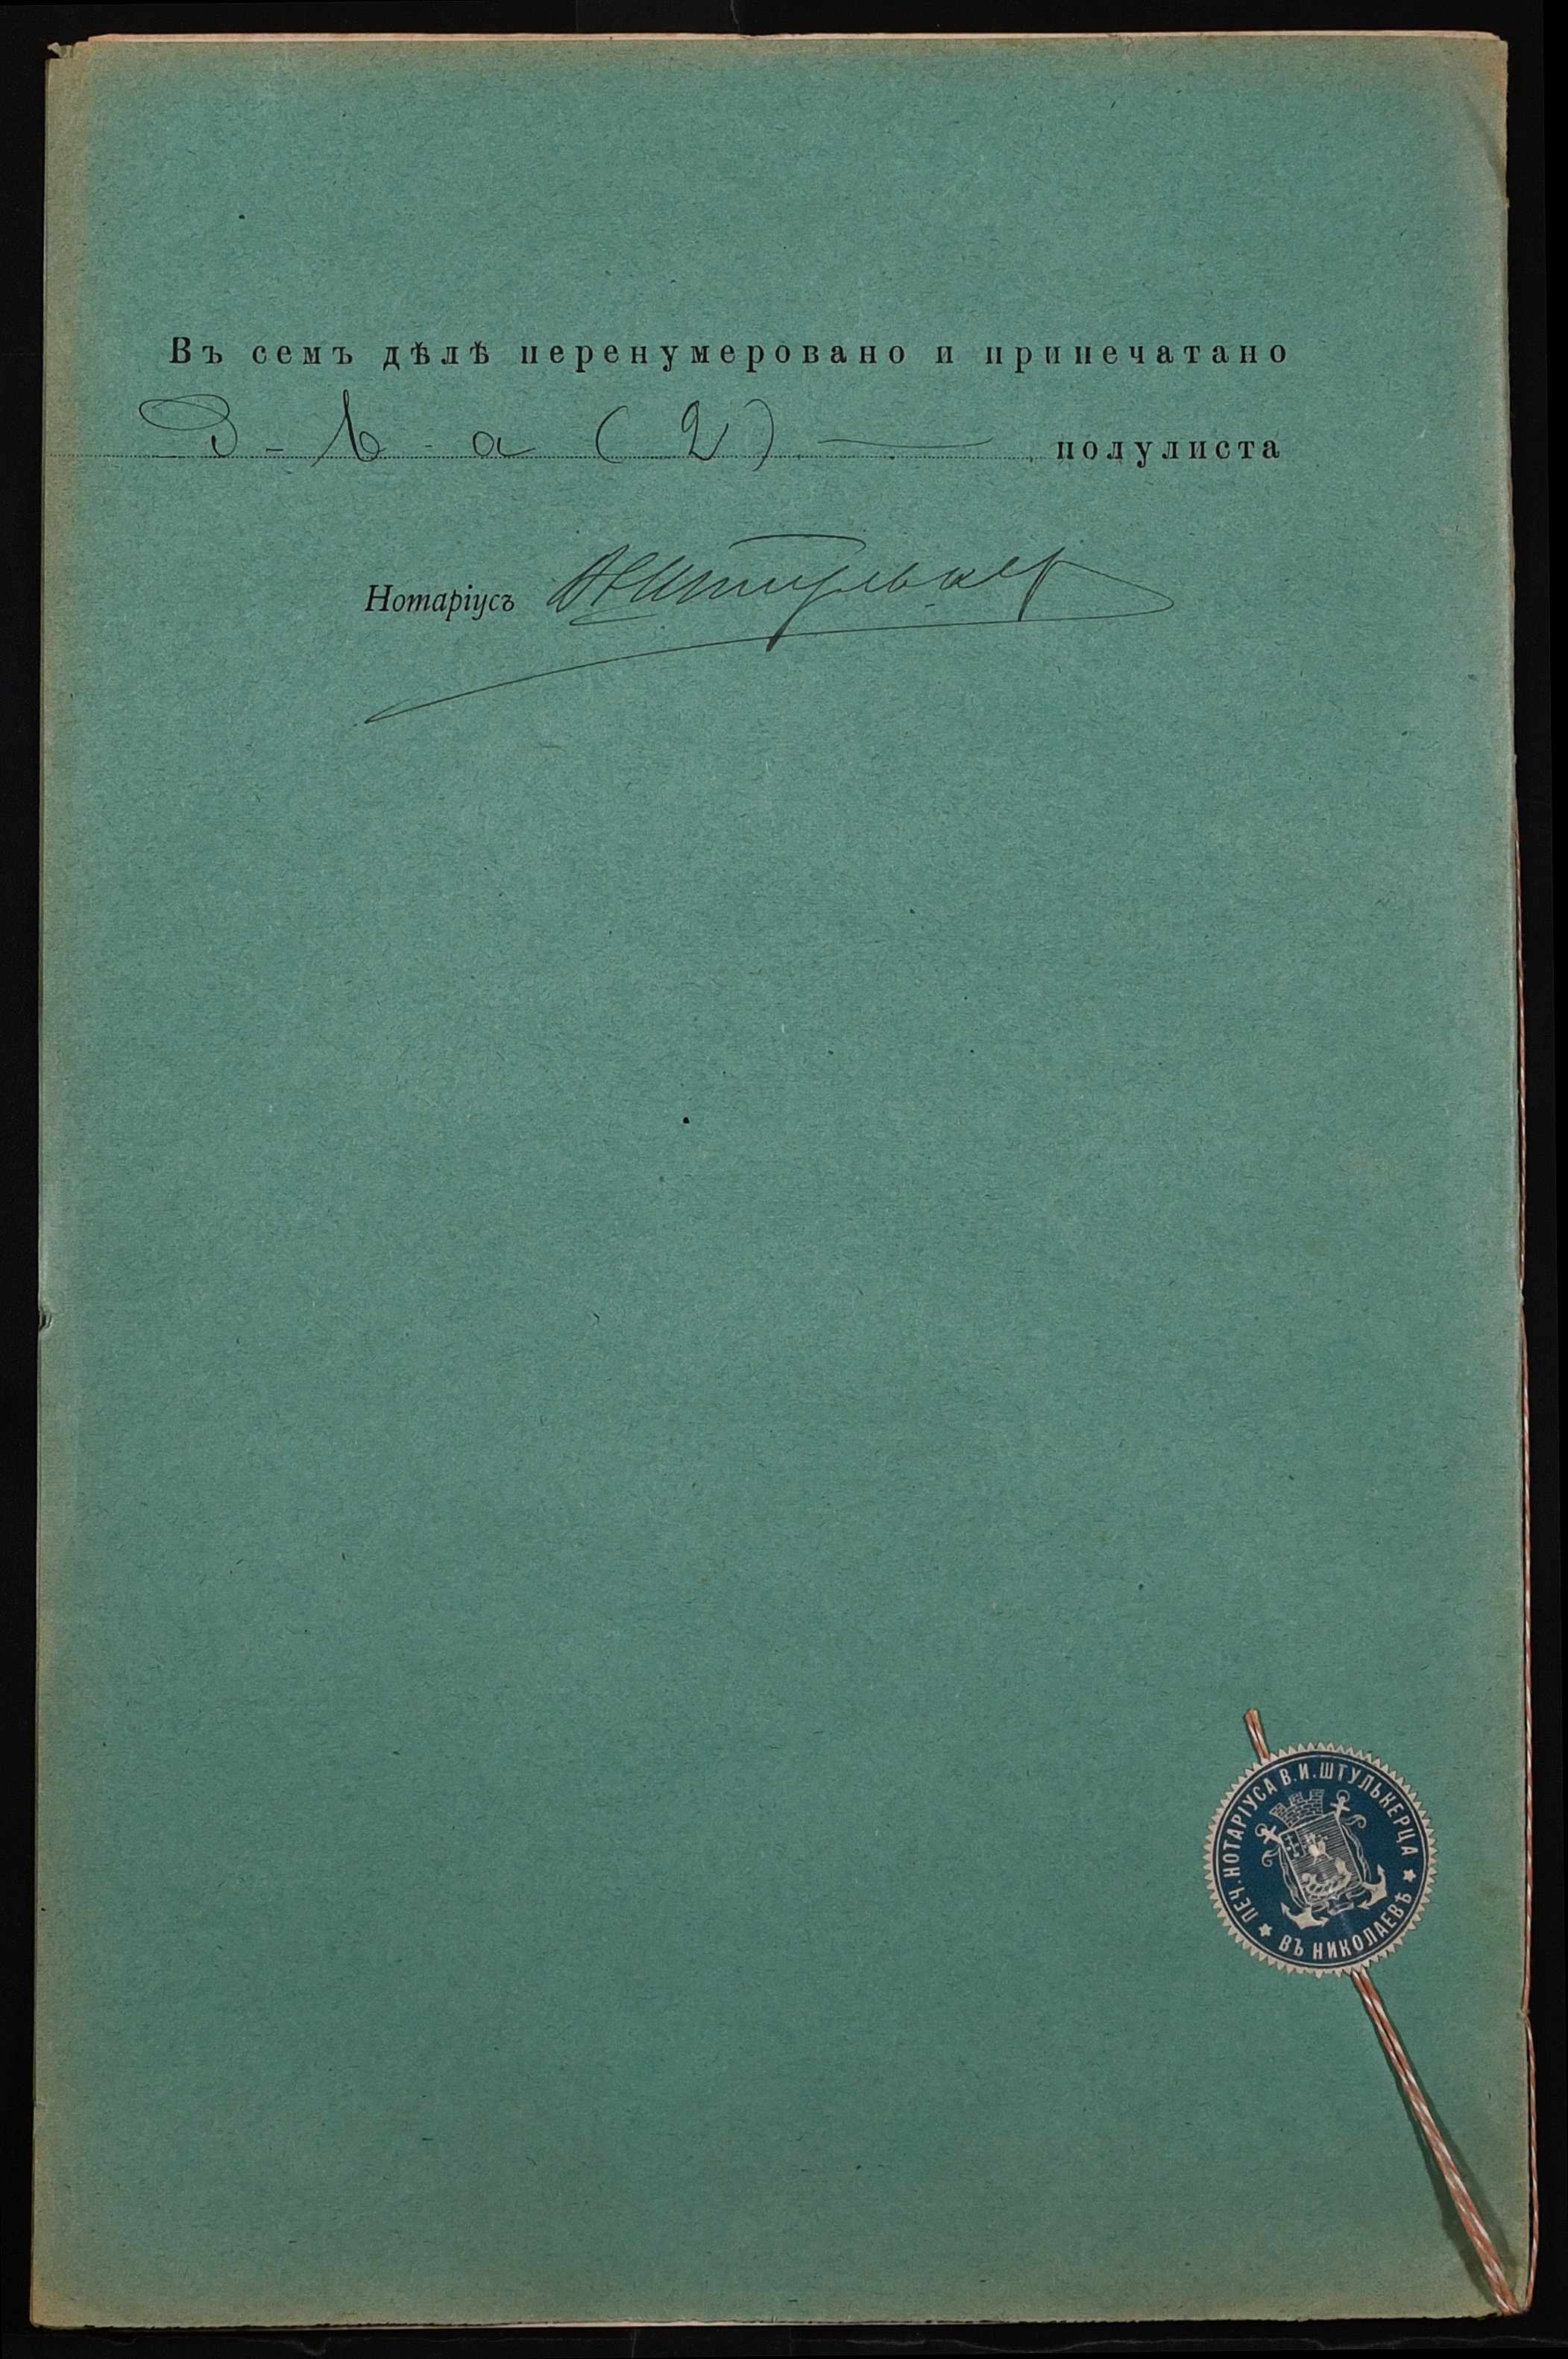 Въ семъ дѣлѣ перенумеровано и припечатано
Д-в-а (2) полулиста
Нотаріусъ
ПЕЧ. НОТАРІУСА В. И. ШТУЛЬКЕРЦА
ВЪ НИКОЛАЕВѢ